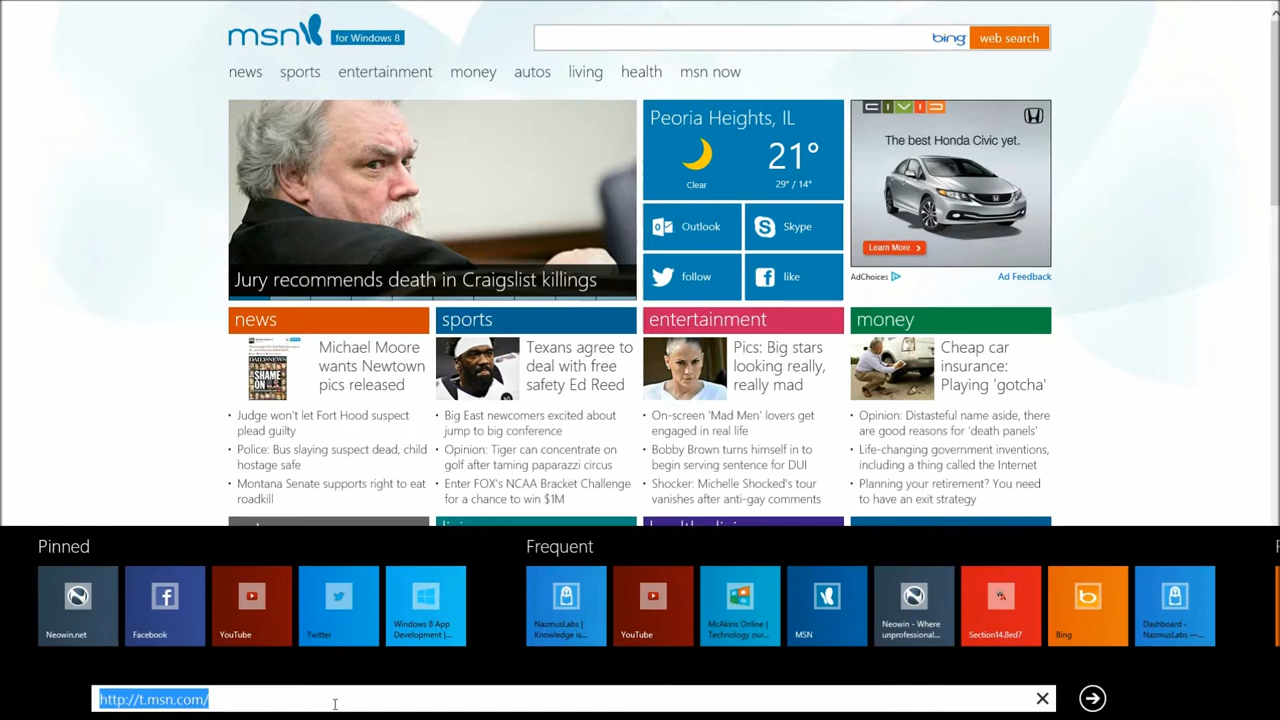 msn
for Windows 8
bing
web search
news sports entertainment money autos living health msn now
Jury recommends death in Craigslist killings
Peoria Heights, IL
21°
Clear
29° / 14°
Outlook
Skype
follow
like
CIVIC
The best Honda Civic yet.
Learn More >
AdChoices
Ad Feedback
news
Michael Moore
wants Newtown
pics released
• Judge won't let Fort Hood suspect
plead guilty
• Police: Bus slaying suspect dead, child
hostage safe
• Montana Senate supports right to eat
roadkill
sports
Texans agree to
deal with free
safety Ed Reed
• Big East newcomers excited about
jump to big conference
• Opinion: Tiger can concentrate on
golf after taming paparazzi circus
• Enter FOX's NCAA Bracket Challenge
for a chance to win $1M
entertainment
Pics: Big stars
looking really,
really mad
• On-screen 'Mad Men' lovers get
engaged in real life
• Bobby Brown turns himself in to
begin serving sentence for DUI
• Shocker: Michelle Shocked's tour
vanishes after anti-gay comments
money
Cheap car
insurance:
Playing 'gotcha'
• Opinion: Distasteful name aside, there
are good reasons for 'death panels'
• Life-changing government inventions,
including a thing called the Internet
• Planning your retirement? You need
to have an exit strategy
DAILY NEWS
SHAME
ON
Pinned
Neowin.net
Facebook
YouTube
Twitter
Windows 8 App
Development |...
Frequent
NazmusLabs |
Knowledge is...
YouTube
McAkins Online |
Technology our...
MSN
Neowin - Where
unprofessional...
Section14.8ed7
Bing
Dashboard ‹
NazmusLabs —...
http://t.msn.com/